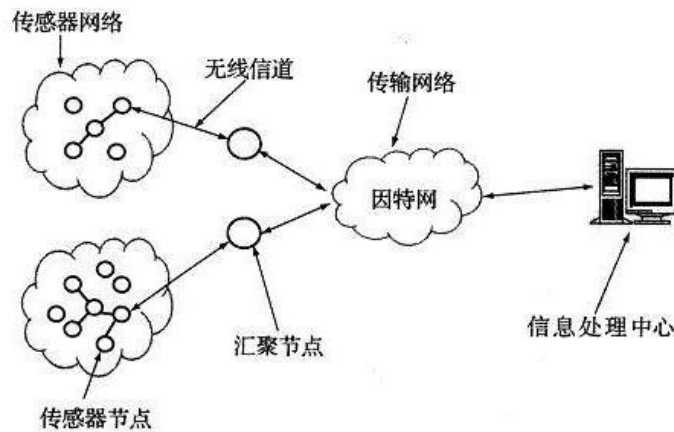 传感器网络
无线信道
传输网络
因特网
汇聚节点
信息处理中心
传感器节点